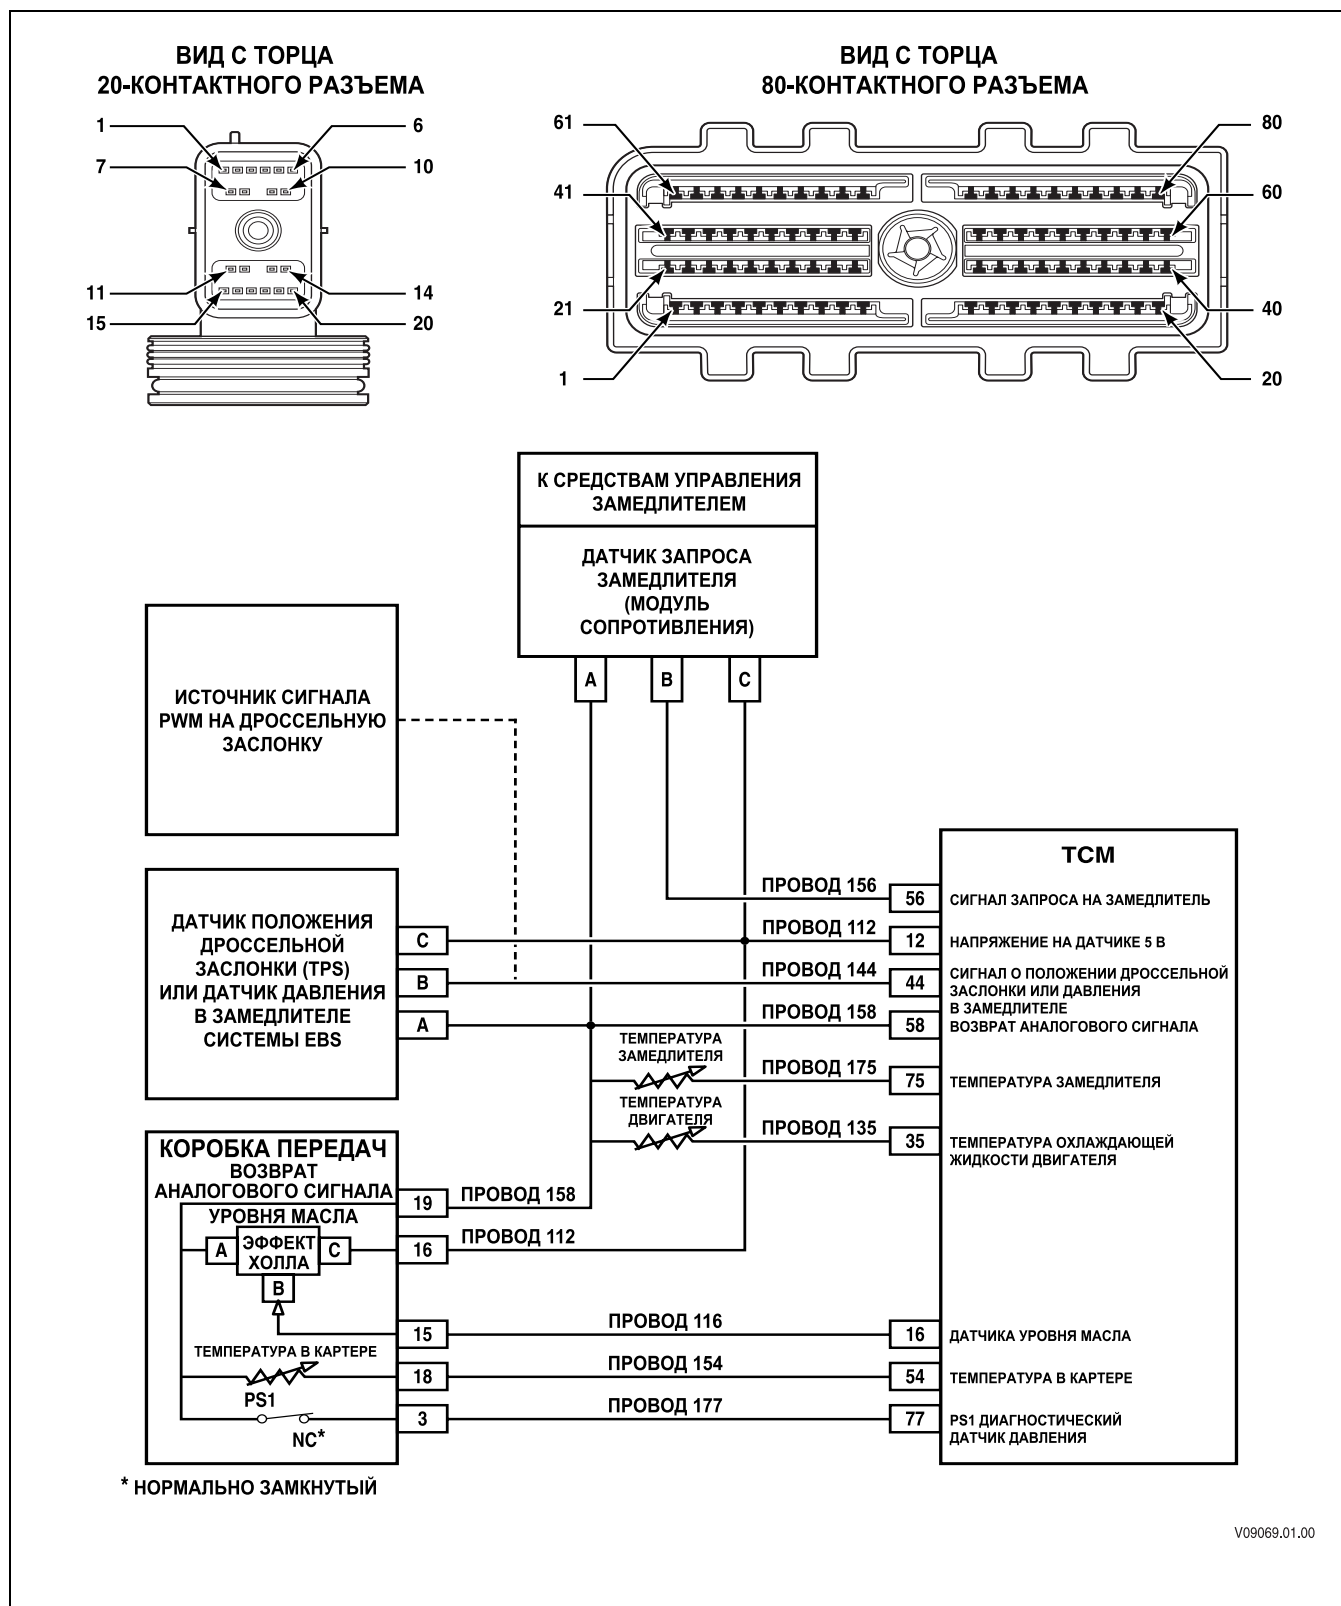 ВИД С ТОРЦА
20-КОНТАКТНОГО РАЗЪЕМА
1
6
7
10
11
14
15
20
ВИД С ТОРЦА
80-КОНТАКТНОГО РАЗЪЕМА
61
80
41
60
21
40
1
20
К СРЕДСТВАМ УПРАВЛЕНИЯ
ЗАМЕДЛИТЕЛЕМ
ДАТЧИК ЗАПРОСА
ЗАМЕДЛИТЕЛЯ
(МОДУЛЬ
СОПРОТИВЛЕНИЯ)
A
B
C
ИСТОЧНИК СИГНАЛА
PWM НА ДРОССЕЛЬНУЮ
ЗАСЛОНКУ
ДАТЧИК ПОЛОЖЕНИЯ
ДРОССЕЛЬНОЙ
ЗАСЛОНКИ (TPS)
ИЛИ ДАТЧИК ДАВЛЕНИЯ
В ЗАМЕДЛИТЕЛЕ
СИСТЕМЫ EBS
C
B
A
TCM
ПРОВОД 156
56
СИГНАЛ ЗАПРОСА НА ЗАМЕДЛИТЕЛЬ
ПРОВОД 112
12
НАПРЯЖЕНИЕ НА ДАТЧИКЕ 5 В
ПРОВОД 144
44
СИГНАЛ О ПОЛОЖЕНИИ ДРОССЕЛЬНОЙ
ЗАСЛОНКИ ИЛИ ДАВЛЕНИЯ
В ЗАМЕДЛИТЕЛЕ
ПРОВОД 158
58
ВОЗВРАТ АНАЛОГОВОГО СИГНАЛА
ТЕМПЕРАТУРА
ЗАМЕДЛИТЕЛЯ
ПРОВОД 175
75
ТЕМПЕРАТУРА ЗАМЕДЛИТЕЛЯ
ТЕМПЕРАТУРА
ДВИГАТЕЛЯ
ПРОВОД 135
35
ТЕМПЕРАТУРА ОХЛАЖДАЮЩЕЙ
ЖИДКОСТИ ДВИГАТЕЛЯ
КОРОБКА ПЕРЕДАЧ
ВОЗВРАТ
АНАЛОГОВОГО СИГНАЛА
19
ПРОВОД 158
УРОВНЯ МАСЛА
A
ЭФФЕКТ
ХОЛЛА
C
B
16
ПРОВОД 112
15
ПРОВОД 116
16
ДАТЧИКА УРОВНЯ МАСЛА
ТЕМПЕРАТУРА В КАРТЕРЕ
18
ПРОВОД 154
54
ТЕМПЕРАТУРА В КАРТЕРЕ
PS1
NC*
3
ПРОВОД 177
77
PS1 ДИАГНОСТИЧЕСКИЙ
ДАТЧИК ДАВЛЕНИЯ
* НОРМАЛЬНО ЗАМКНУТЫЙ
V09069.01.00